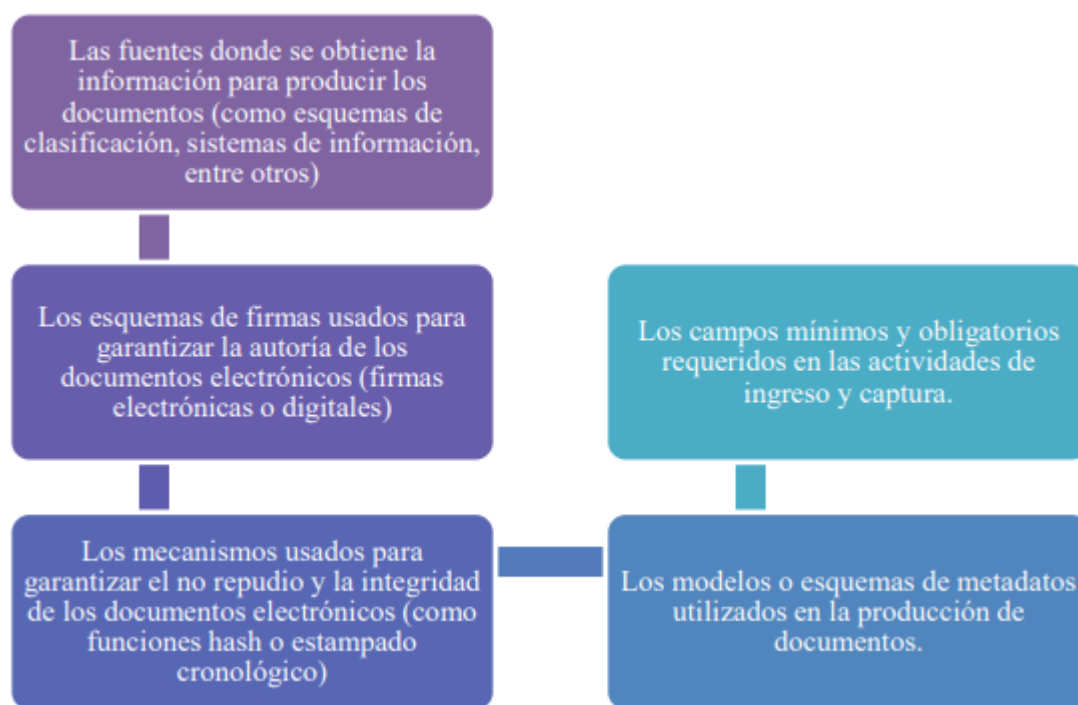 Las fuentes donde se obtiene la
información para producir los
documentos (como esquemas de
clasificación, sistemas de información,
entre otros)
Los esquemas de firmas usados para
garantizar la autoría de los
documentos electrónicos (firmas
electrónicas o digitales)
Los mecanismos usados para
garantizar el no repudio y la integridad
de los documentos electrónicos (como
funciones hash o estampado
cronológico)
Los modelos o esquemas de metadatos
utilizados en la producción de
documentos.
Los campos mínimos y obligatorios
requeridos en las actividades de
ingreso y captura.